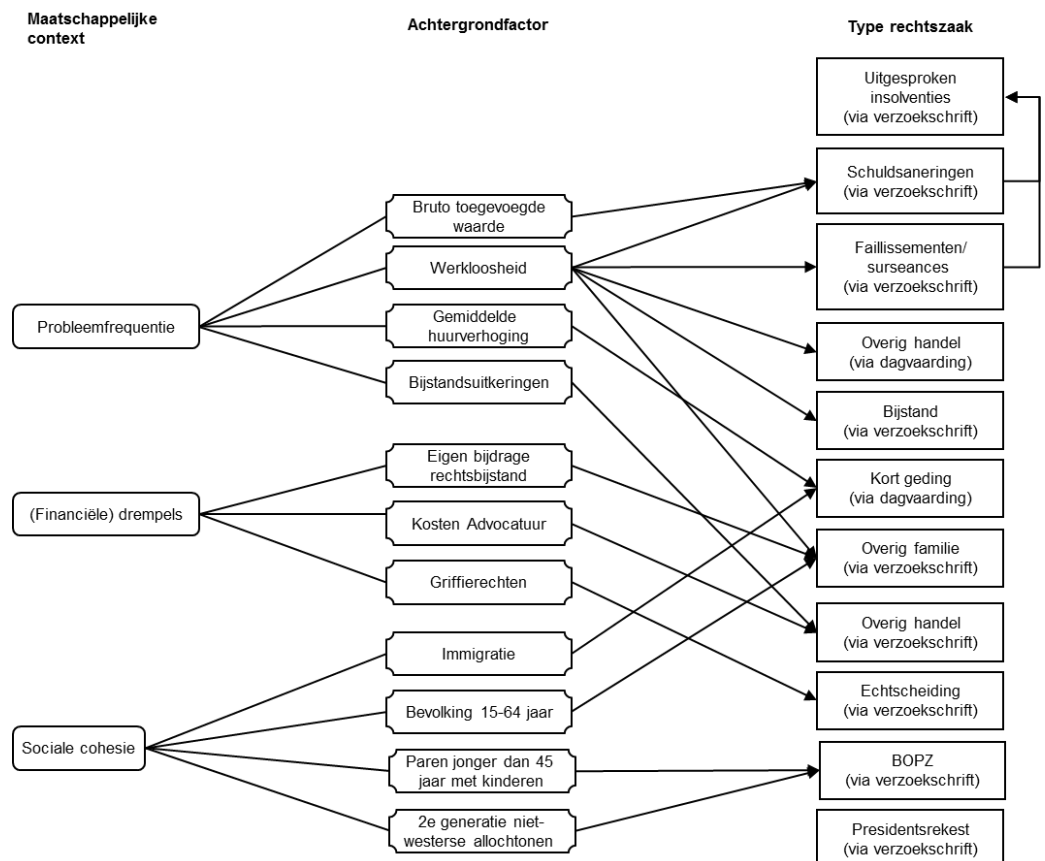 Maatschappelijke
context
Achtergrondfactor
Type rechtszaak
Probleemfrequentie
(Financiële) drempels
Sociale cohesie
Bruto toegevoegde
waarde
Werkloosheid
Gemiddelde
huurverhoging
Bijstandsuitkeringen
Eigen bijdrage
rechtsbijstand
Kosten Advocatuur
Griffierechten
Immigratie
Bevolking 15-64 jaar
Paren jonger dan 45
jaar met kinderen
2e generatie niet-
westerse allochtonen
Uitgesproken
insolventies
(via verzoekschrift)
Schuldsaneringen
(via verzoekschrift)
Faillissementen/
surseances
(via verzoekschrift)
Overig handel
(via dagvaarding)
Bijstand
(via verzoekschrift)
Kort geding
(via dagvaarding)
Overig familie
(via verzoekschrift)
Overig handel
(via verzoekschrift)
Echtscheiding
(via verzoekschrift)
BOPZ
(via verzoekschrift)
Presidentsrekest
(via verzoekschrift)